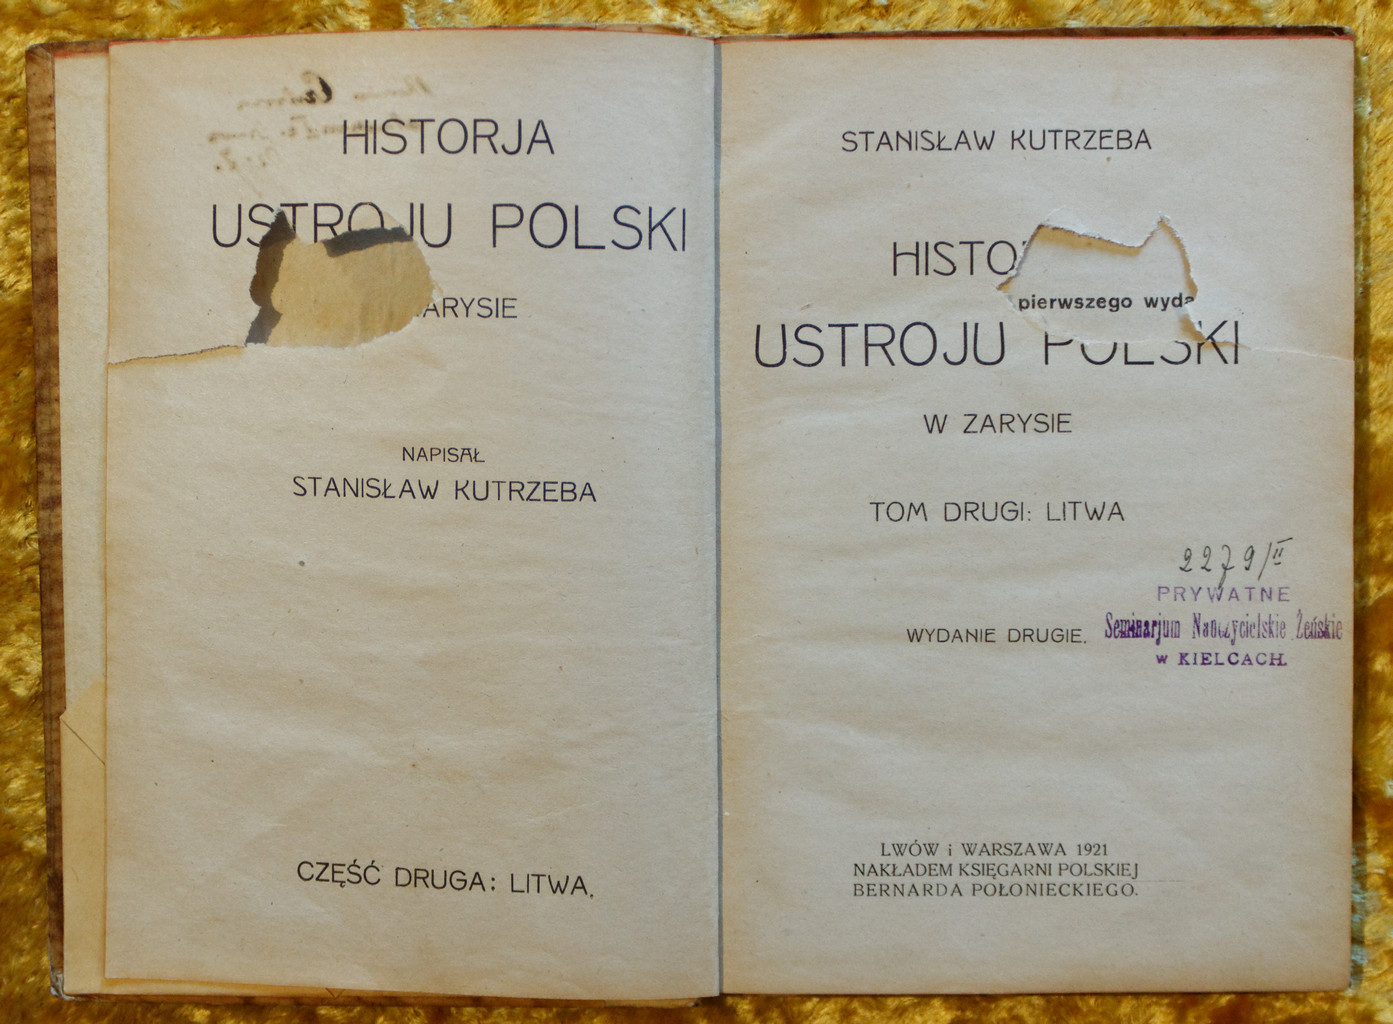 HISTORJA
USTROJU POLSKI
ARYSIE
NAPISAŁ
STANISŁAW KUTRZEBA
CZĘŚĆ DRUGA: LITWA.
STANISŁAW KUTRZEBA
HISTO
pierwszego wyda
USTROJU POLSKI
W ZARYSIE
TOM DRUGI: LITWA
2279/II
PRYWATNE
Seminarjum Nauczycielskie Żeńskie
w KIELCACH.
WYDANIE DRUGIE.
LWÓW i WARSZAWA 1921
NAKŁADEM KSIĘGARNI POLSKIEJ
BERNARDA POŁONIECKIEGO.